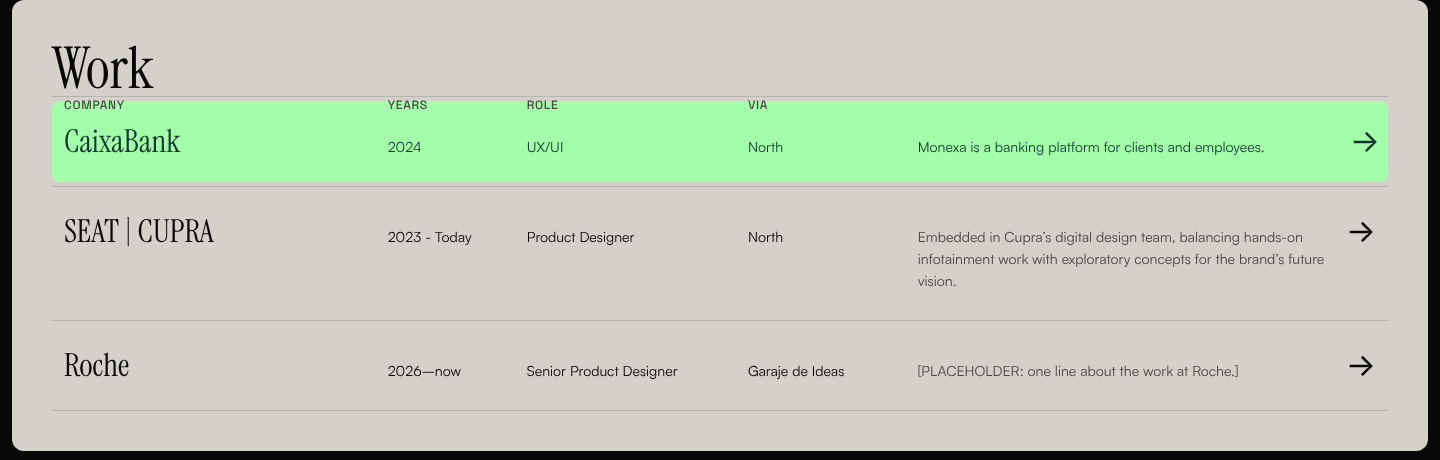 Work
COMPANY YEARS ROLE VIA
CaixaBank 2024 UX/UI North Monexa is a banking platform for clients and employees.
SEAT | CUPRA 2023 - Today Product Designer North Embedded in Cupra’s digital design team, balancing hands-on
infotainment work with exploratory concepts for the brand’s future
vision.
Roche 2026—now Senior Product Designer Garaje de Ideas [PLACEHOLDER: one line about the work at Roche.]